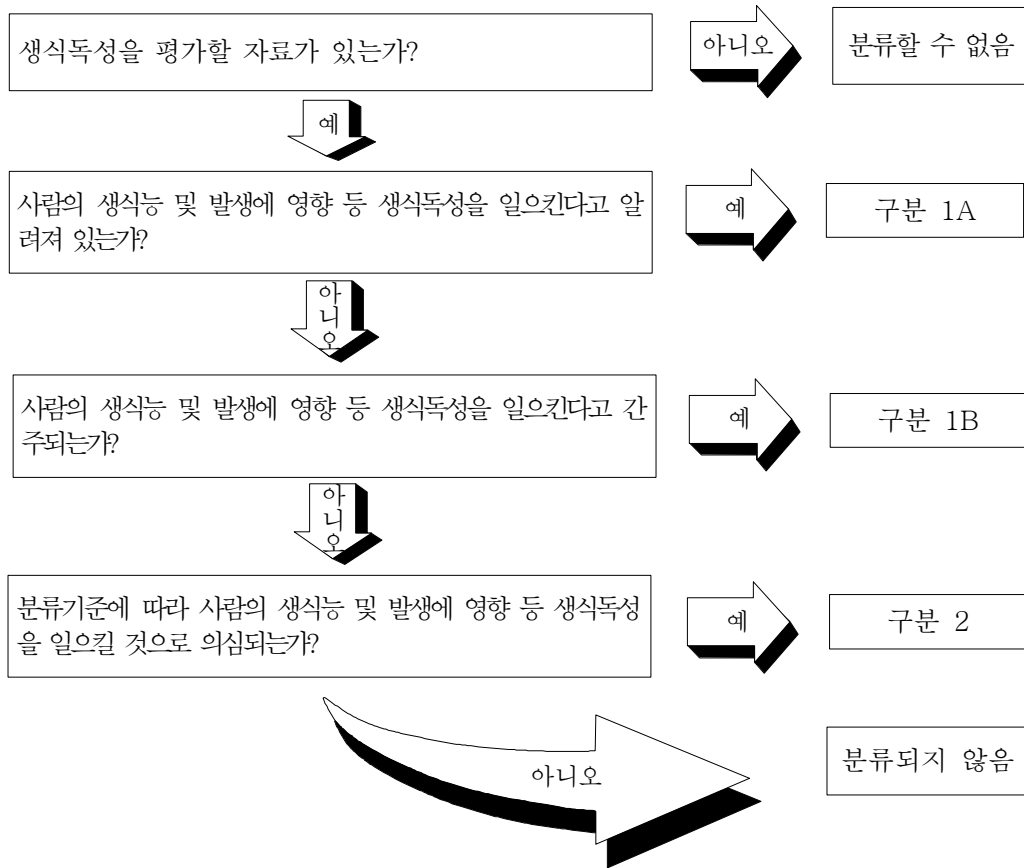 생식독성을 평가할 자료가 있는가?
아니오
분류할 수 없음
예
사람의 생식능 및 발생에 영향 등 생식독성을 일으킨다고 알
려져 있는가?
예
구분 1A
아
니
오
사람의 생식능 및 발생에 영향 등 생식독성을 일으킨다고 간
주되는가?
예
구분 1B
아
니
오
분류기준에 따라 사람의 생식능 및 발생에 영향 등 생식독성
을 일으킬 것으로 의심되는가?
예
구분 2
아니오
분류되지 않음